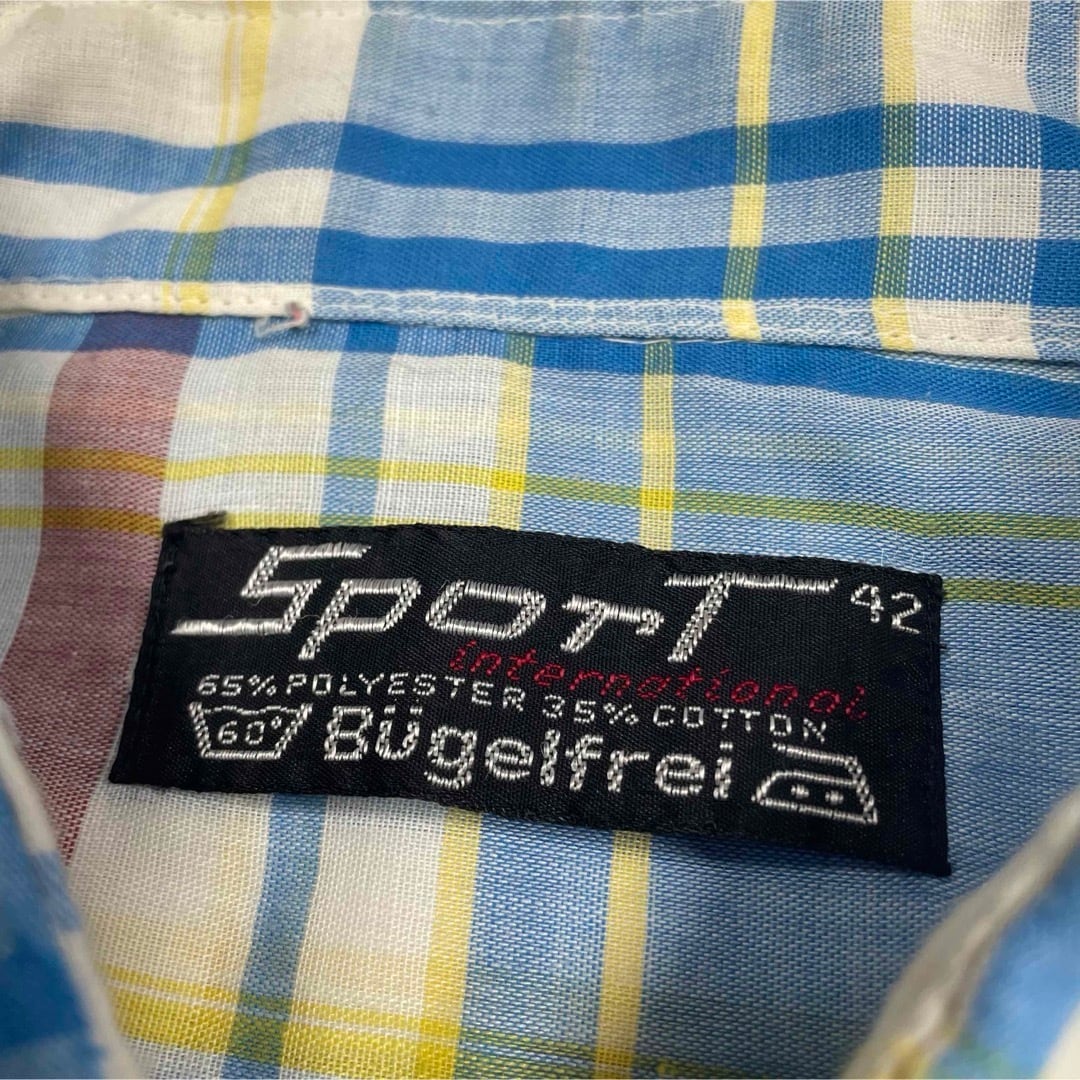 Sport 42
international
65% POLYESTER 35% COTTON
60° Bügelfrei